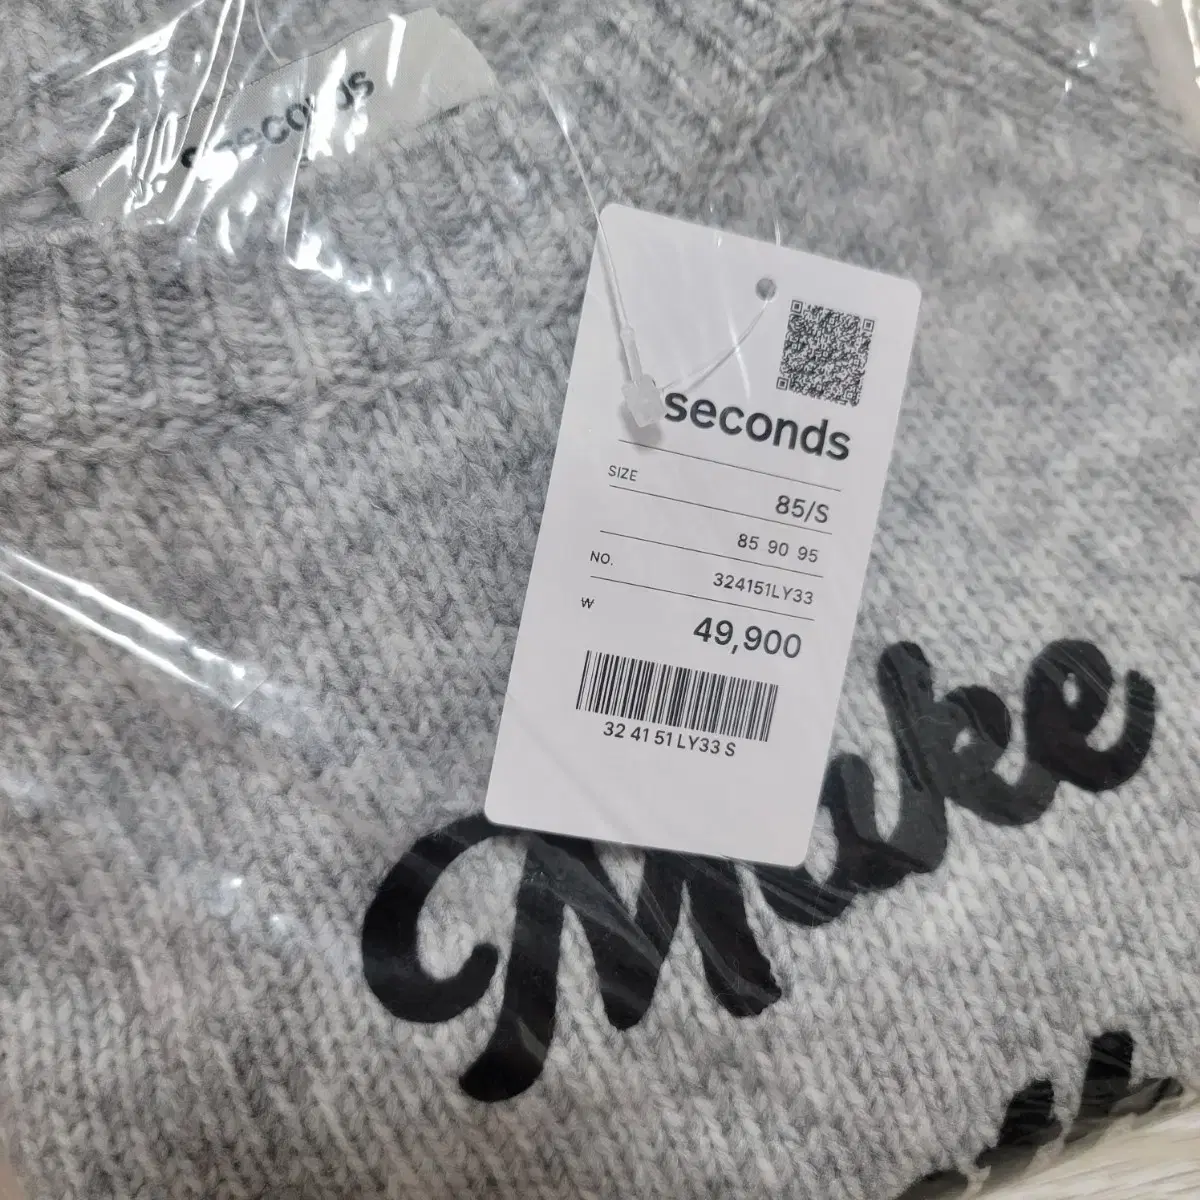 seconds
seconds
SIZE
85/S
85 90 95
NO.
324151LY33
₩
49,900
32 41 51 LY33 S
Make